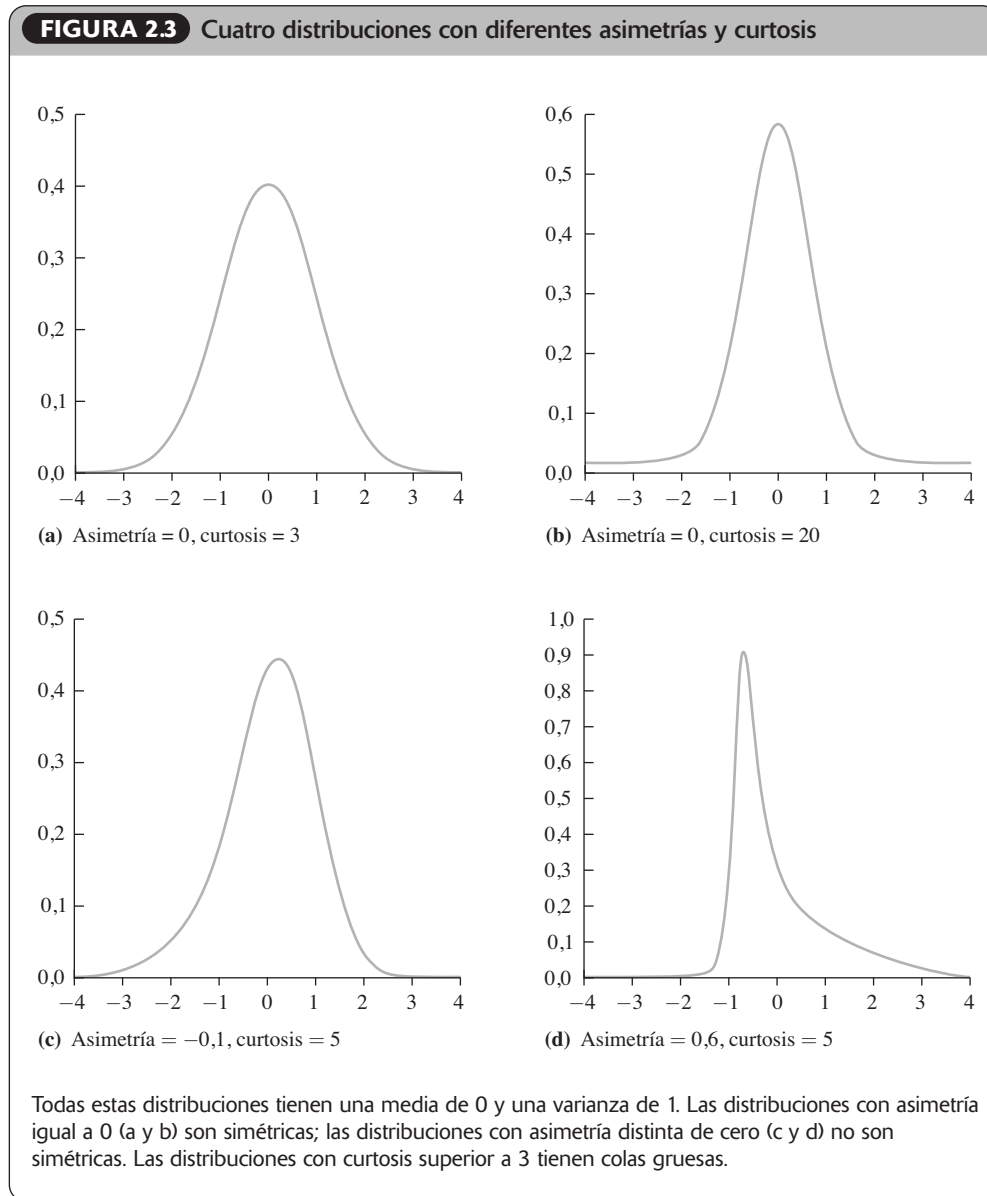 FIGURA 2.3 Cuatro distribuciones con diferentes asimetrías y curtosis
0,5
0,4
0,3
0,2
0,1
0,0
−4 −3 −2 −1 0 1 2 3 4
(a) Asimetría = 0, curtosis = 3
0,6
0,5
0,4
0,3
0,2
0,1
0,0
−4 −3 −2 −1 0 1 2 3 4
(b) Asimetría = 0, curtosis = 20
0,5
0,4
0,3
0,2
0,1
0,0
−4 −3 −2 −1 0 1 2 3 4
(c) Asimetría = −0,1, curtosis = 5
1,0
0,9
0,8
0,7
0,6
0,5
0,4
0,3
0,2
0,1
0,0
−4 −3 −2 −1 0 1 2 3 4
(d) Asimetría = 0,6, curtosis = 5
Todas estas distribuciones tienen una media de 0 y una varianza de 1. Las distribuciones con asimetría
igual a 0 (a y b) son simétricas; las distribuciones con asimetría distinta de cero (c y d) no son
simétricas. Las distribuciones con curtosis superior a 3 tienen colas gruesas.